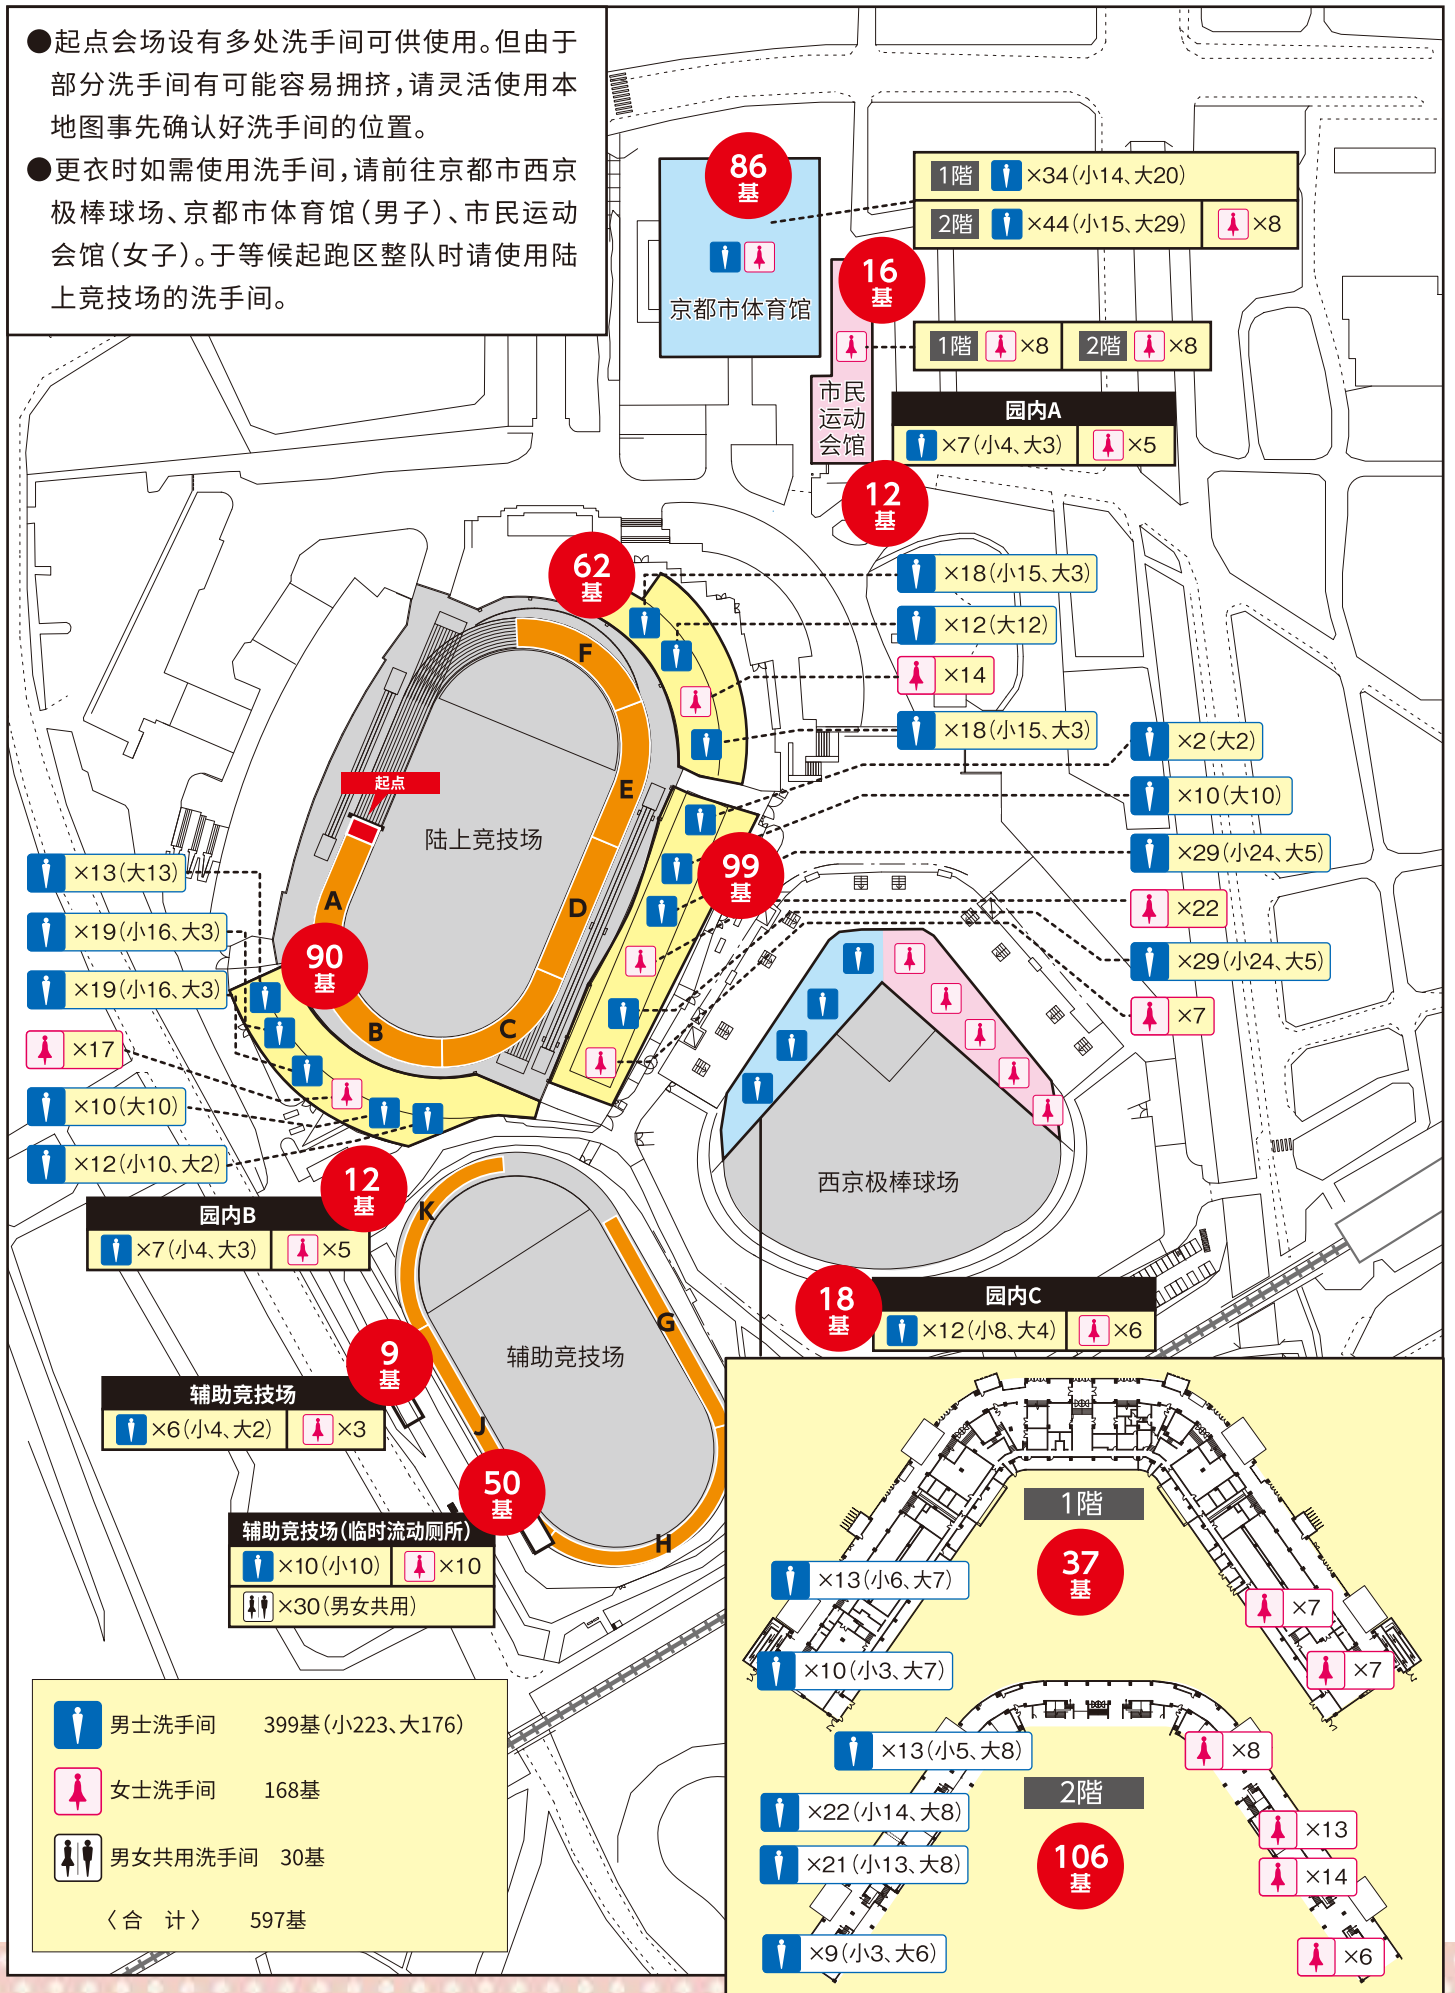 ●起点会场设有多处洗手间可供使用。但由于
部分洗手间有可能容易拥挤，请灵活使用本
地图事先确认好洗手间的位置。
●更衣时如需使用洗手间，请前往京都市西京
极棒球场、京都市体育馆（男子）、市民运动
会馆（女子）。于等候起跑区整队时请使用陆
上竞技场的洗手间。
86
基
1階 ×34（小14、大20）
2階 ×44（小15、大29） ×8
京都市体育馆
16
基
1階 ×8 2階 ×8
市民
运动
会馆
园内A
×7（小4、大3） ×5
12
基
62
基
×18（小15、大3）
×12（大12）
×14
×18（小15、大3）
×2（大2）
×10（大10）
×29（小24、大5）
×22
×29（小24、大5）
×7
99
基
F
E
D
C
B
A
起点
陆上竞技场
90
基
×13（大13）
×19（小16、大3）
×19（小16、大3）
×17
×10（大10）
×12（小10、大2）
12
基
园内B
×7（小4、大3） ×5
西京极棒球场
18
基
园内C
×12（小8、大4） ×6
K
G
J
H
辅助竞技场
9
基
辅助竞技场
×6（小4、大2） ×3
50
基
辅助竞技场（临时流动厕所）
×10（小10） ×10
×30（男女共用）
1階
37
基
×13（小6、大7）
×10（小3、大7）
×7
×7
2階
106
基
×13（小5、大8）
×22（小14、大8）
×21（小13、大8）
×9（小3、大6）
×8
×13
×14
×6
男士洗手间 399基（小223、大176）
女士洗手间 168基
男女共用洗手间 30基
〈合 计〉 597基